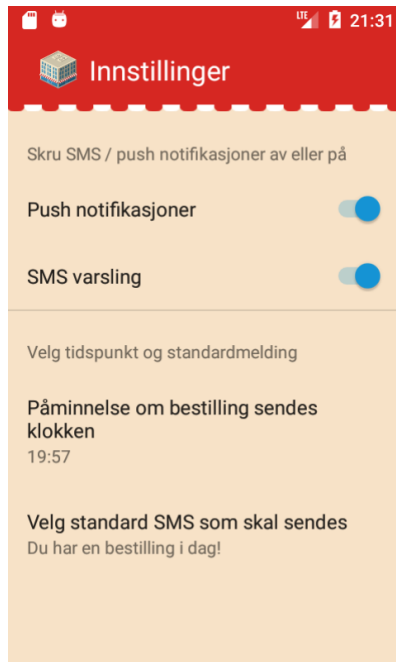 LTE 21:31
Innstillinger
Skru SMS / push notifikasjoner av eller på
Push notifikasjoner
SMS varsling
Velg tidspunkt og standardmelding
Påminnelse om bestilling sendes
klokken
19:57
Velg standard SMS som skal sendes
Du har en bestilling i dag!